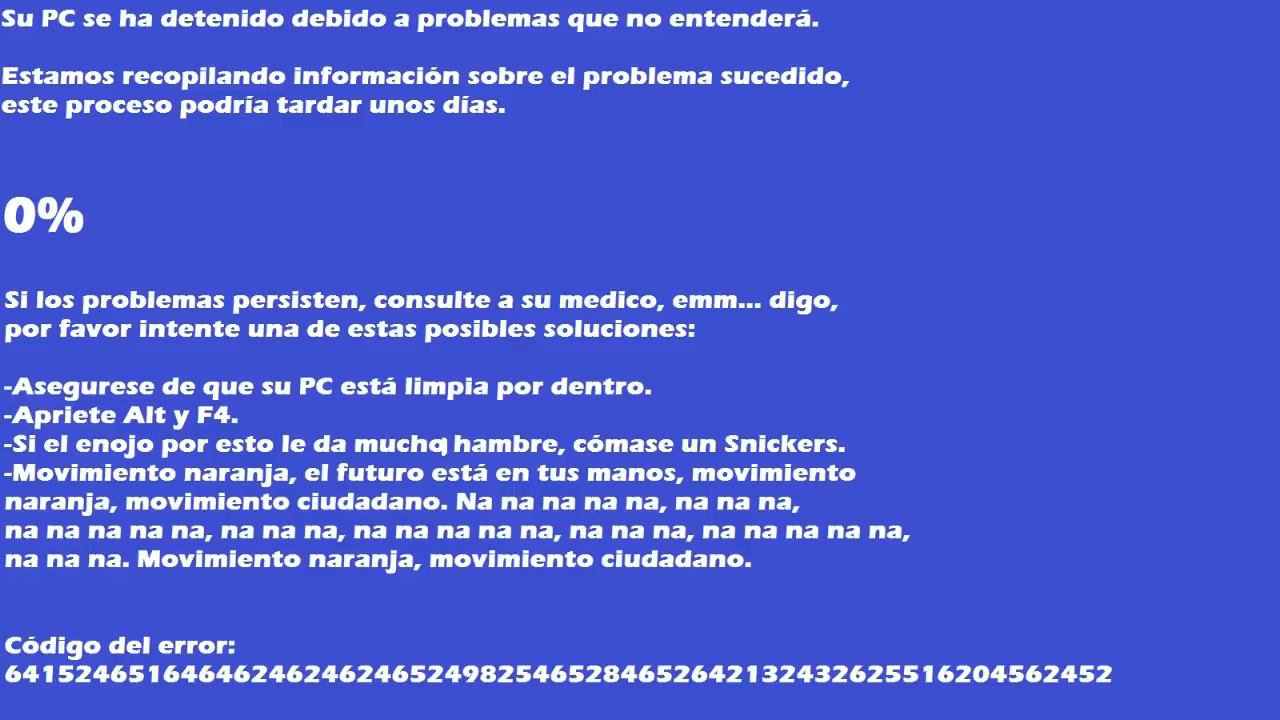 Su PC se ha detenido debido a problemas que no entenderá.
Estamos recopilando información sobre el problema sucedido,
este proceso podría tardar unos días.
0%
Si los problemas persisten, consulte a su medico, emm... digo,
por favor intente una de estas posibles soluciones:
-Asegurese de que su PC está limpia por dentro.
-Apriete Alt y F4.
-Si el enojo por esto le da mucho hambre, cómase un Snickers.
-Movimiento naranja, el futuro está en tus manos, movimiento
naranja, movimiento ciudadano. Na na na na na, na na na,
na na na na na, na na na, na na na na na, na na na, na na na na na,
na na na. Movimiento naranja, movimiento ciudadano.
Código del error:
641524651646462462462465249825465284652642132432625516204562452